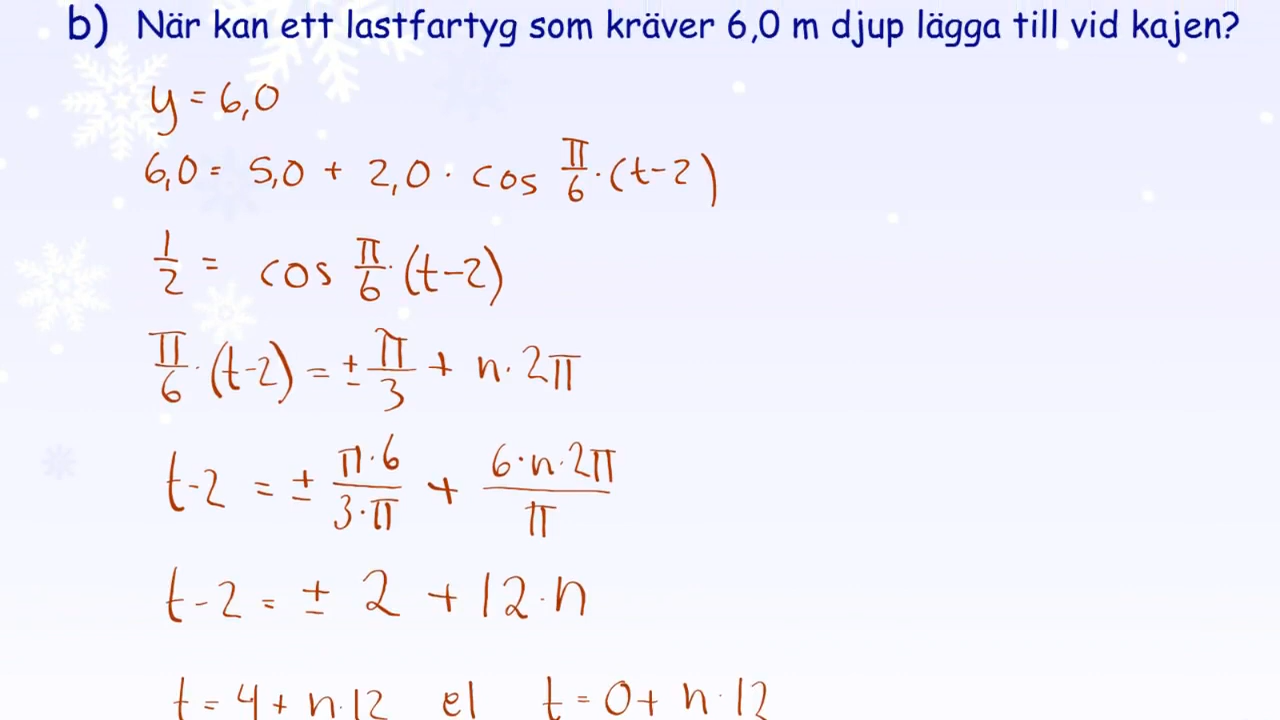 b) När kan ett lastfartyg som kräver 6,0 m djup lägga till vid kajen?
y = 6,0
6,0 = 5,0 + 2,0 · cos π/6 · (t-2)
1/2 = cos π/6 · (t-2)
π/6 · (t-2) = ± π/3 + n · 2π
t-2 = ± π·6/3·π + 6·n·2π/π
t-2 = ± 2 + 12·n
t = 4 + n·12 el t = 0 + n·12